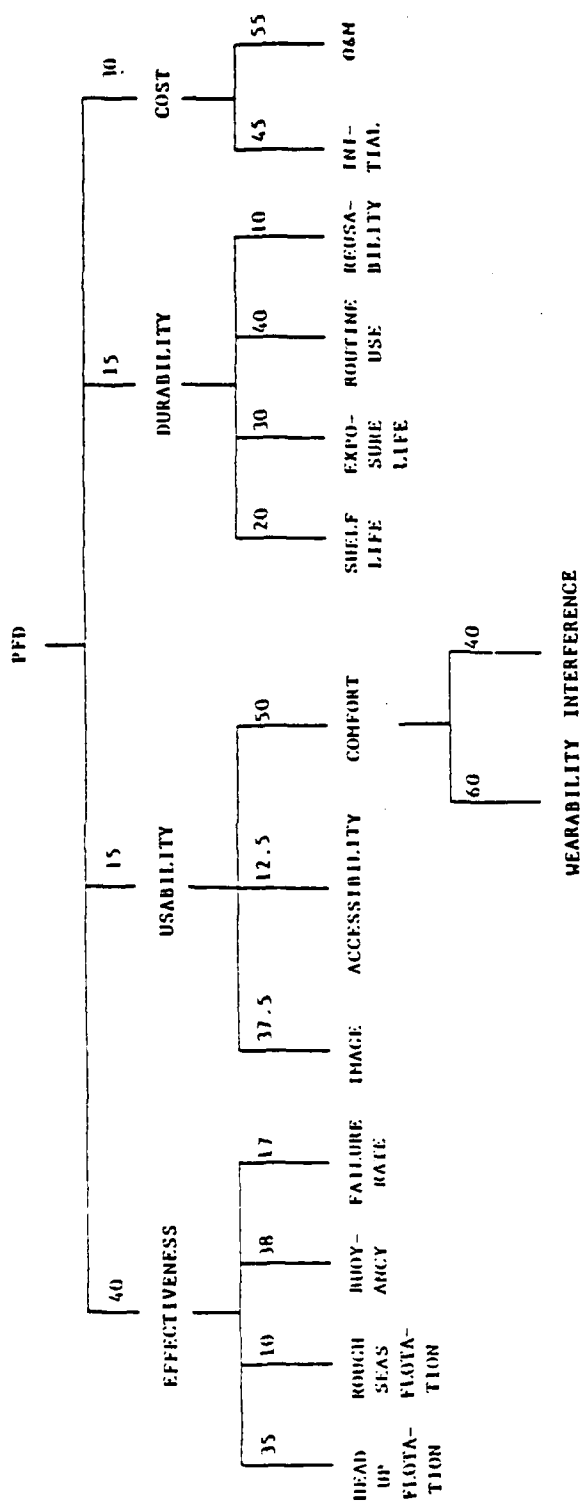 PFD
40 15 15 30
EFFECTIVENESS USABILITY DURABILITY COST
35 10 38 17 37.5 12.5 50 20 30 40 10 45 55
HEAD ROUGH BUOY- FAILURE IMAGE ACCESSIBILITY COMFORT SHELF EXPO- ROUTINE REUSA- INI- O&M
UP SEAS ANCY RATE LIFE SURE USE BILITY TIAL
FLOTA- FLOTA- LIFE
TION TION
60 40
WEARABILITY INTERFERENCE